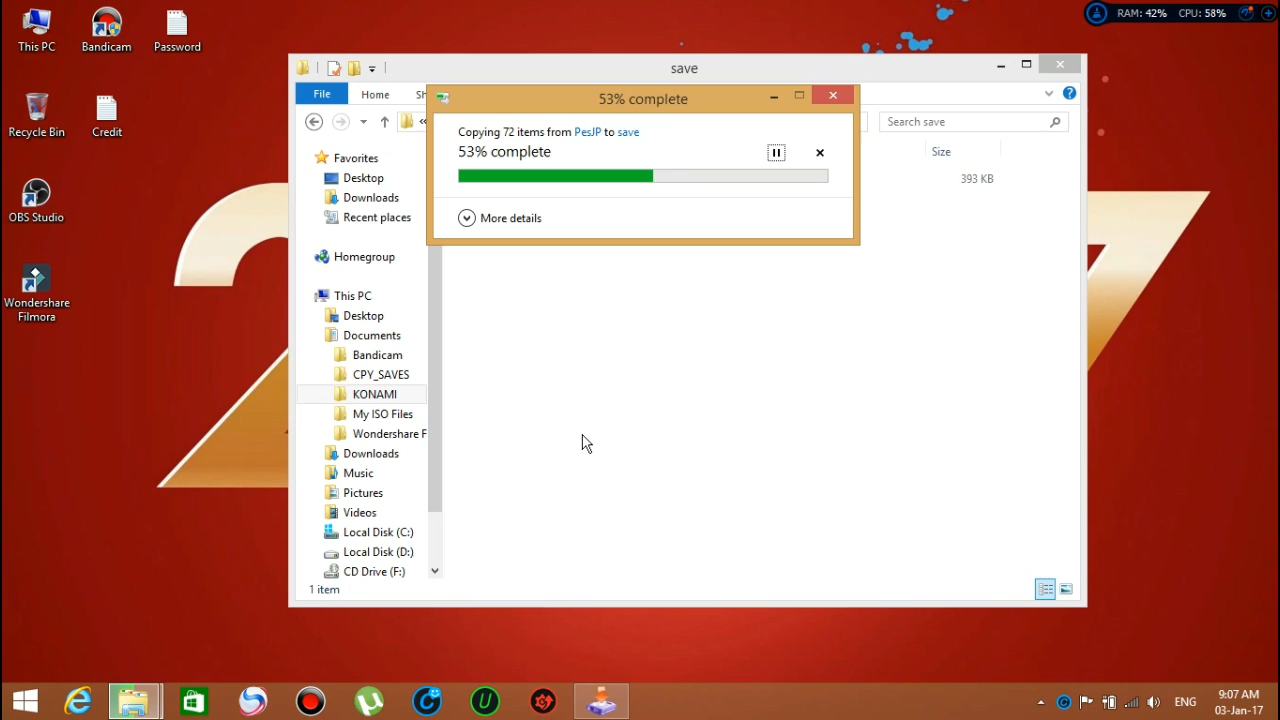 This PC
Bandicam
Password
RAM: 42%
CPU: 58%
save
File
Home
Sh
53% complete
Copying 72 items from PesJP to save
53% complete
More details
Search save
Size
393 KB
Recycle Bin
Credit
OBS Studio
Wondershare
Filmora
Favorites
Desktop
Downloads
Recent places
Homegroup
This PC
Desktop
Documents
Bandicam
CPY_SAVES
KONAMI
My ISO Files
Wondershare F
Downloads
Music
Pictures
Videos
Local Disk (C:)
Local Disk (D:)
CD Drive (F:)
1 item
ENG
9:07 AM
03-Jan-17